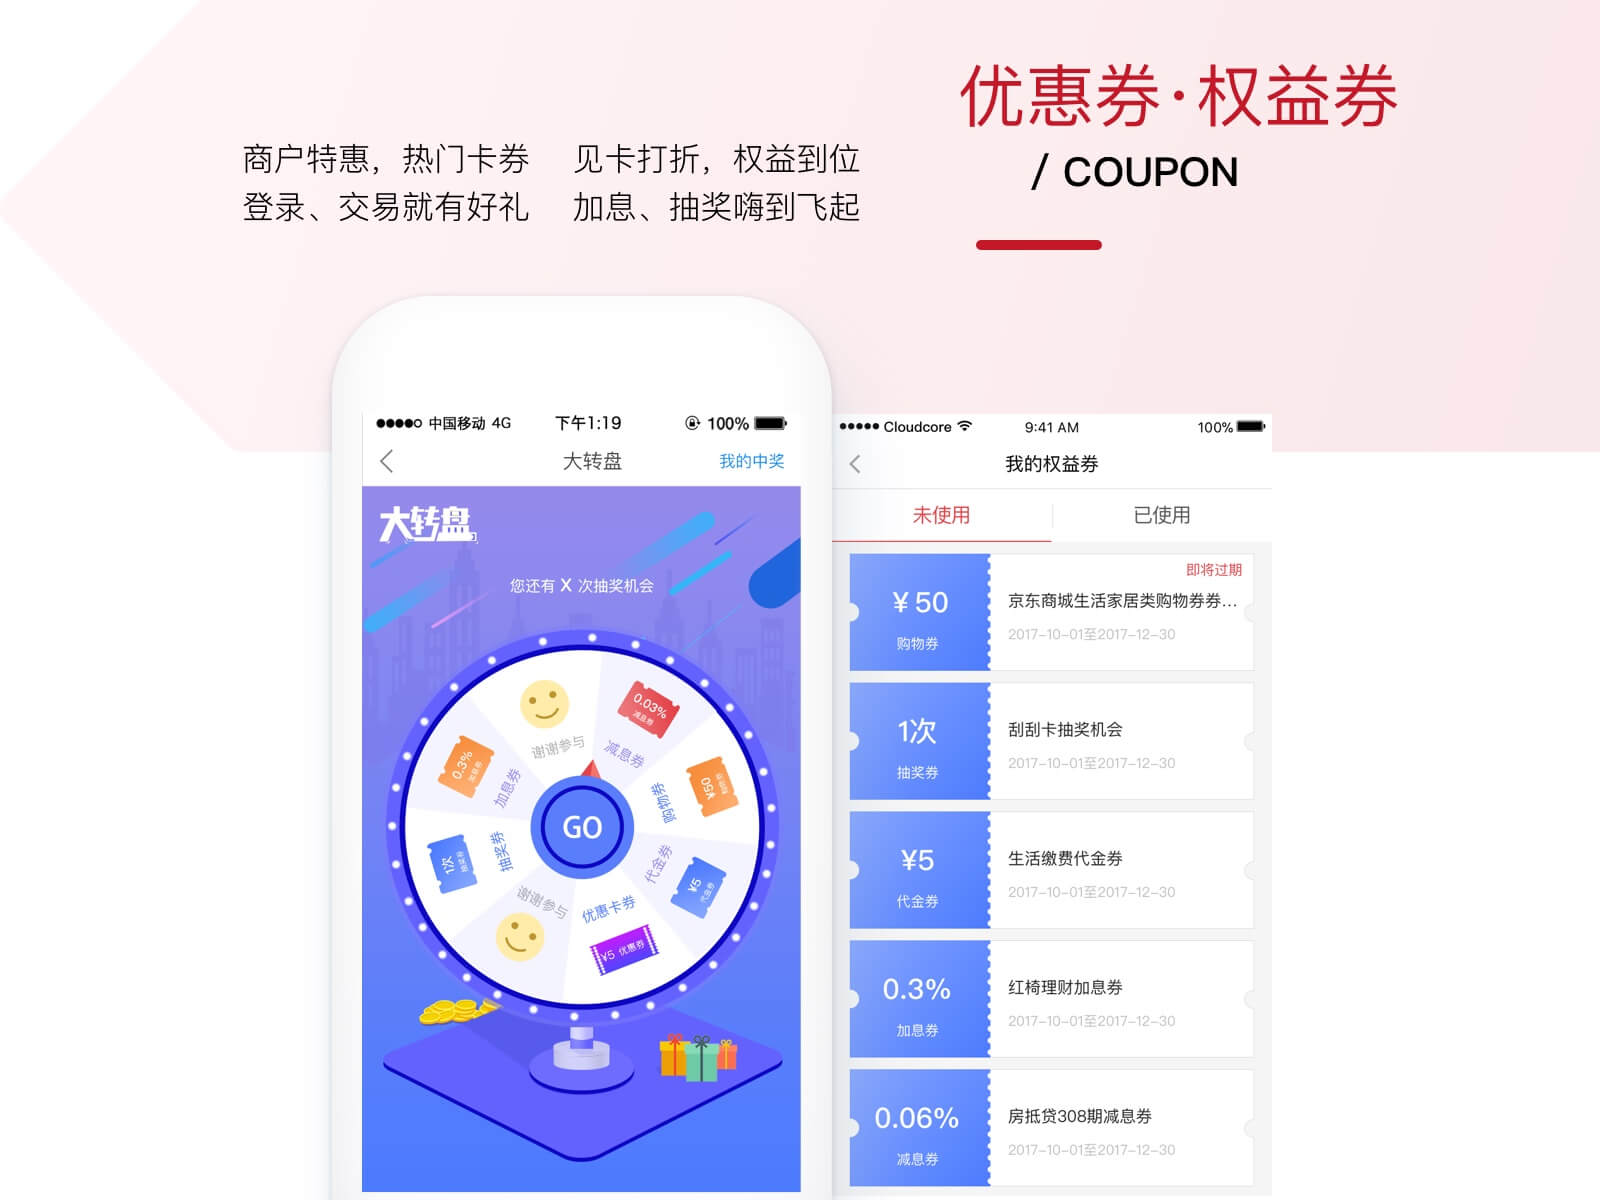 优惠券·权益券
/ COUPON
商户特惠，热门卡券
登录、交易就有好礼
见卡打折，权益到位
加息、抽奖嗨到飞起
中国移动 4G 下午1:19 100%
大转盘 我的中奖
大转盘
您还有 X 次抽奖机会
谢谢参与
0.03%
减息券
减息券
¥50
购物券
购物券
¥5
代金券
代金券
优惠卡券
¥5 优惠券
谢谢参与
1次
抽奖券
抽奖券
0.3%
加息券
加息券
GO
Cloudcore 9:41 AM 100%
我的权益券
未使用 已使用
即将过期
¥ 50
购物券
京东商城生活家居类购物券券...
2017-10-01至2017-12-30
1次
抽奖券
刮刮卡抽奖机会
2017-10-01至2017-12-30
¥5
代金券
生活缴费代金券
2017-10-01至2017-12-30
0.3%
加息券
红椅理财加息券
2017-10-01至2017-12-30
0.06%
减息券
房抵贷308期减息券
2017-10-01至2017-12-30